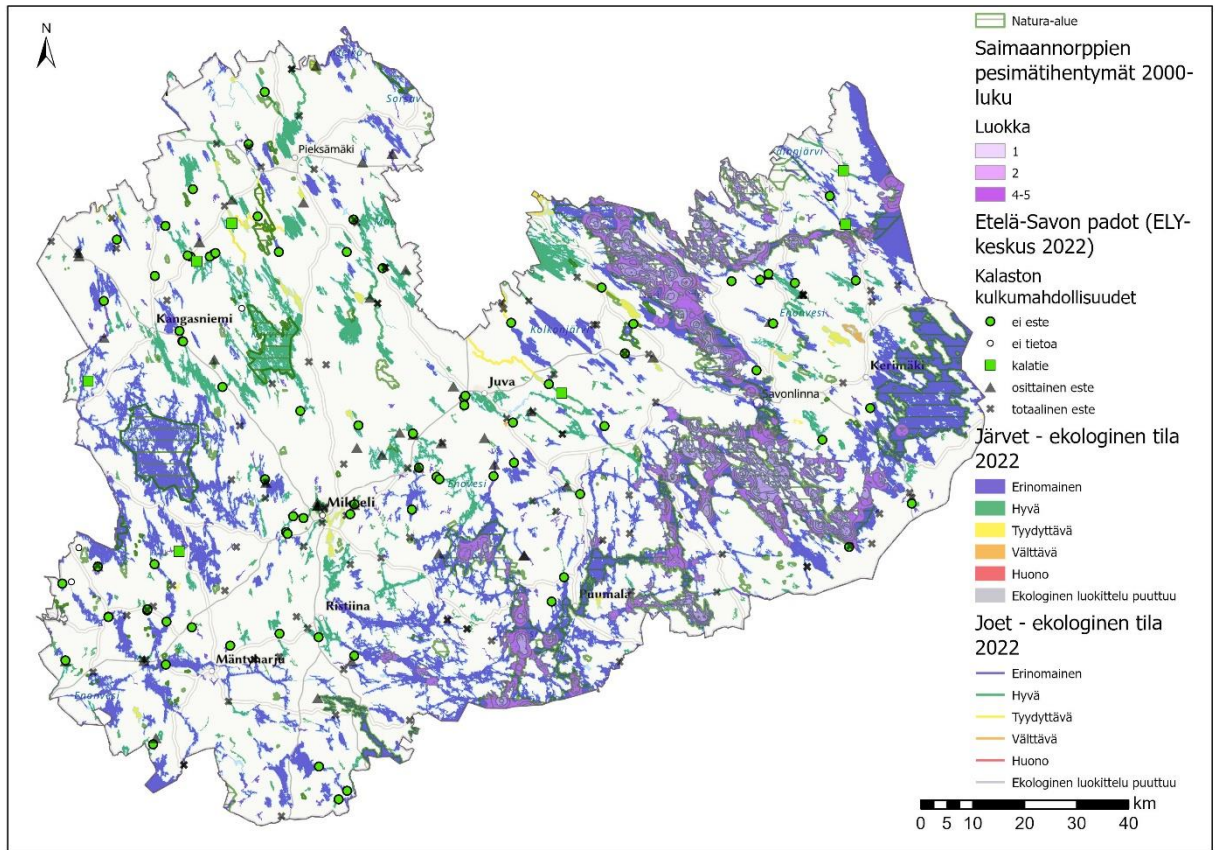 N
Natura-alue
Saimaannorppien
pesimätihentymät 2000-
luku
Luokka
1
2
4-5
Etelä-Savon padot (ELY-
keskus 2022)
Kalaston
kulkumahdollisuudet
ei este
ei tietoa
kalatie
osittainen este
totaalinen este
Järvet - ekologinen tila
2022
Erinomainen
Hyvä
Tyydyttävä
Välttävä
Huono
Ekologinen luokittelu puuttuu
Joet - ekologinen tila
2022
Erinomainen
Hyvä
Tyydyttävä
Välttävä
Huono
Ekologinen luokittelu puuttuu
km
0 5 10 20 30 40
Sorsav
Pieksämäki
Kangasniemi
Kolkonjärvi
Enonvesi
Kerimäki
Juva
Savonlinna
Enovesi
Mikkeli
Puumala
Ristiina
Mäntyharju
Enonvesi